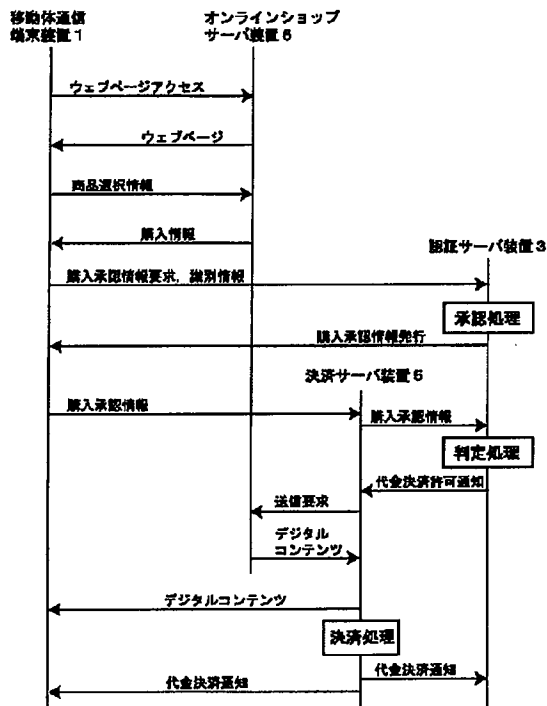 移動体通信
端末装置1
オンラインショップ
サーバ装置6
ウェブページアクセス
ウェブページ
商品選択情報
購入情報
認証サーバ装置3
購入承認情報要求，識別情報
承認処理
購入承認情報発行
決済サーバ装置5
購入承認情報
購入承認情報
判定処理
代金決済許可通知
送信要求
デジタル
コンテンツ
デジタルコンテンツ
決済処理
代金決済通知
代金決済通知